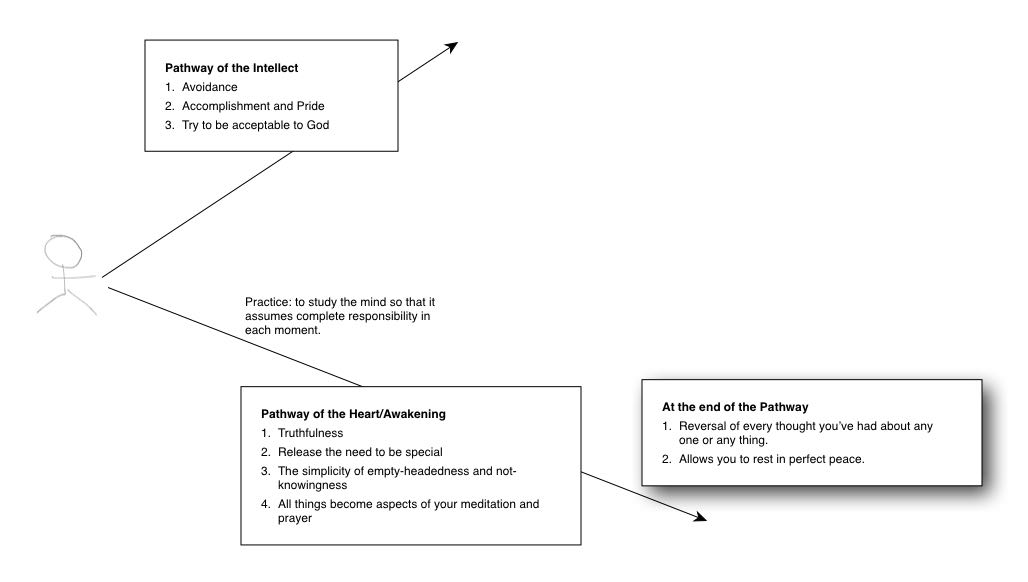 Pathway of the Intellect
1. Avoidance
2. Accomplishment and Pride
3. Try to be acceptable to God
Practice: to study the mind so that it
assumes complete responsibility in
each moment.
Pathway of the Heart/Awakening
1. Truthfulness
2. Release the need to be special
3. The simplicity of empty-headedness and not-
knowingness
4. All things become aspects of your meditation and
prayer
At the end of the Pathway
1. Reversal of every thought you've had about any
one or any thing.
2. Allows you to rest in perfect peace.